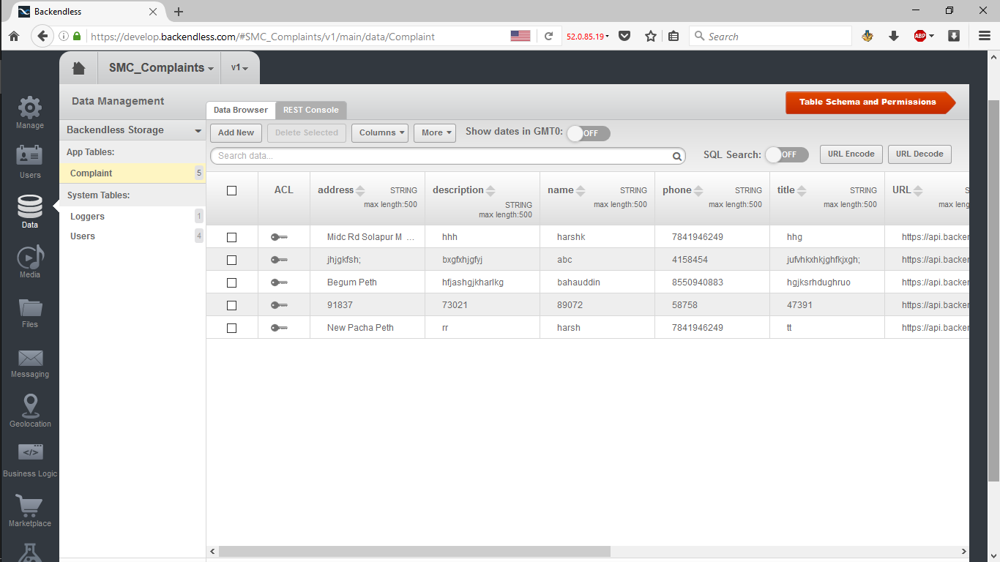 Backendless
https://develop.backendless.com/#SMC_Complaints/v1/main/data/Complaint 52.0.85.19 Search ABP
SMC_Complaints v1
Data Management
Data Browser REST Console Table Schema and Permissions
Manage
Users
Data
Media
Files
Messaging
Geolocation
Business Logic
Marketplace
Backendless Storage
App Tables:
Complaint 5
System Tables:
Loggers 1
Users 4
Add New Delete Selected Columns More Show dates in GMT0: OFF
Search data... SQL Search: OFF URL Encode URL Decode
ACL address STRING max length:500 description STRING max length:500 name STRING max length:500 phone STRING max length:500 title STRING max length:500 URL
Midc Rd Solapur M ... hhh harshk 7841946249 hhg https://api.backen
jhjgkfsh; bxgfxhjgfyj abc 4158454 jufvhkxhkjghfkjxgh; https://api.backen
Begum Peth hfjashgjkharlkg bahauddin 8550940883 hgjksrhdughruo https://api.backen
91837 73021 89072 58758 47391 https://api.backen
New Pacha Peth rr harsh 7841946249 tt https://api.backen